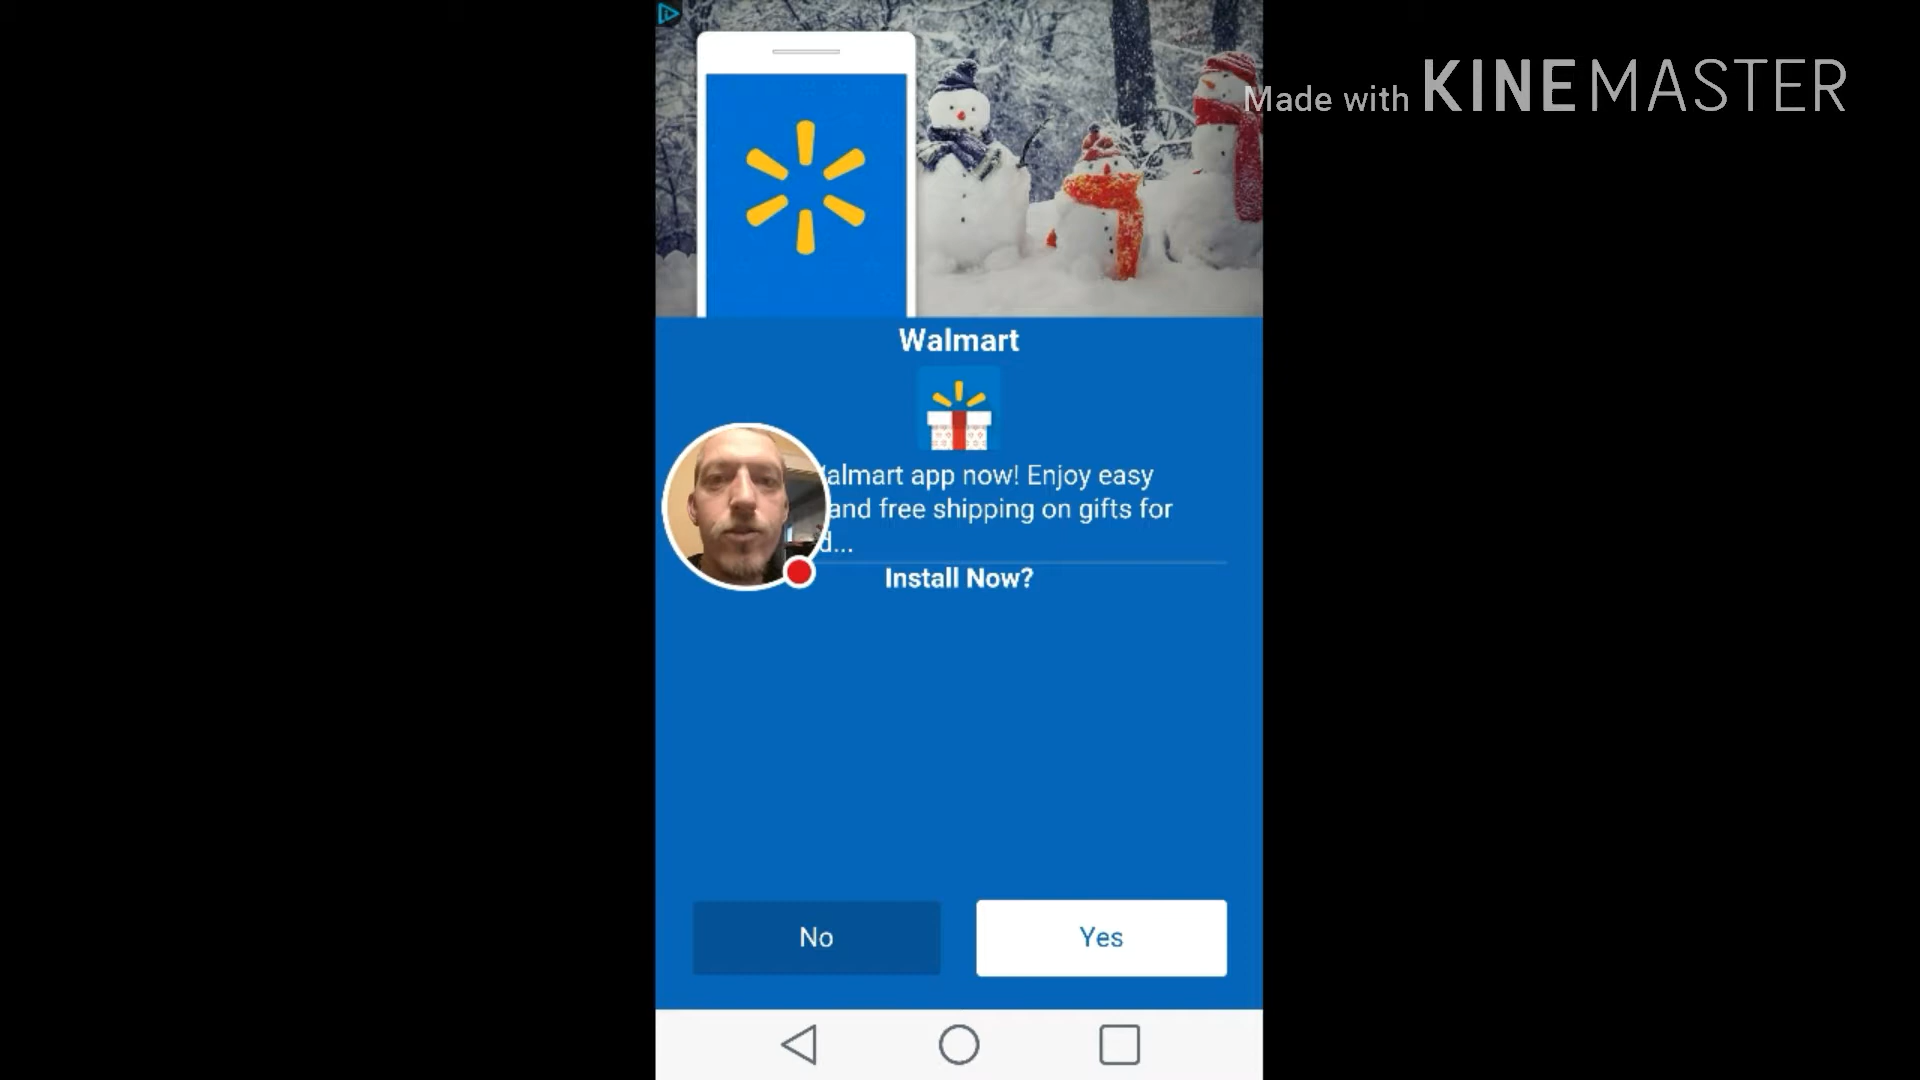 Made with KINEMASTER
Walmart
almart app now! Enjoy easy
and free shipping on gifts for
d...
Install Now?
No
Yes